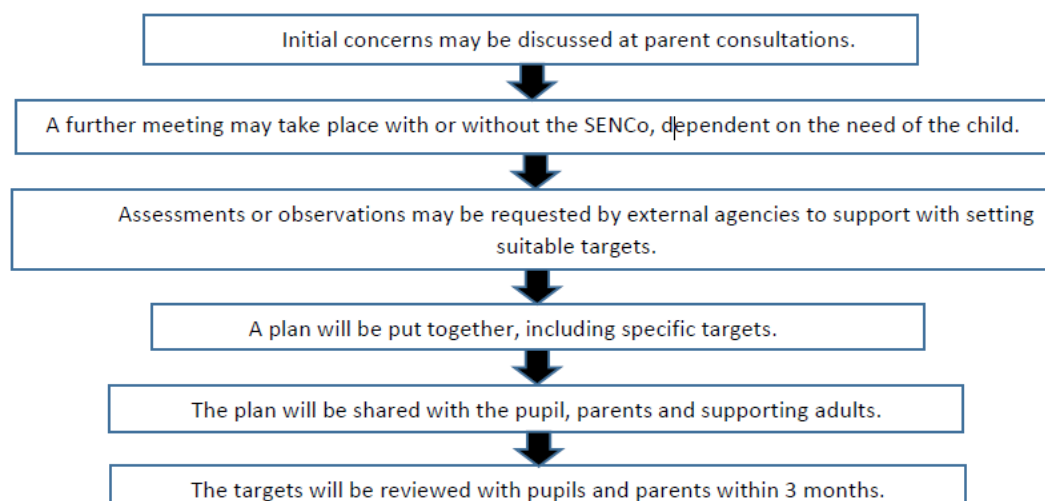 Initial concerns may be discussed at parent consultations.
A further meeting may take place with or without the SENCo, dependent on the need of the child.
Assessments or observations may be requested by external agencies to support with setting
suitable targets.
A plan will be put together, including specific targets.
The plan will be shared with the pupil, parents and supporting adults.
The targets will be reviewed with pupils and parents within 3 months.